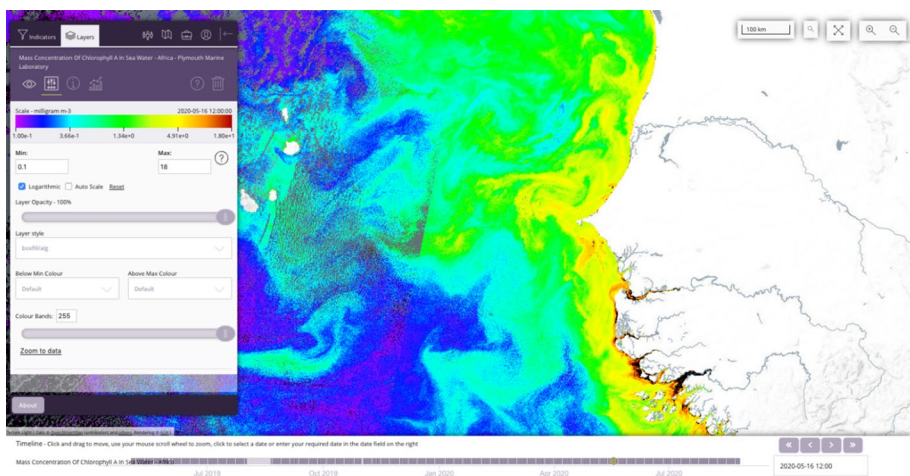 Indicators Layers
Mass Concentration Of Chlorophyll A In Sea Water - Africa - Plymouth Marine
Laboratory
Scale - milligram m-3 2020-05-16 12:00:00
1.00e-1 3.66e-1 1.34e+0 4.91e+0 1.80e+1
Min: Max:
0.1 18
Logarithmic Auto Scale Reset
Layer Opacity - 100%
Layer style
boxfill/alg
Below Min Colour Above Max Colour
Default Default
Colour Bands: 255
Zoom to data
About
100 km
Timeline - Click and drag to move, use your mouse scroll wheel to zoom, click to select a date or enter your required date in the date field on the right
Mass Concentration Of Chlorophyll A In Sea Water - Africa
Jul 2019 Oct 2019 Jan 2020 Apr 2020 Jul 2020
2020-05-16 12:00